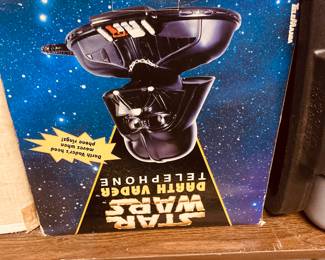 STAR
WARS
DARTH VADER
TELEPHONE
Darth Vader's head
moves when
phone rings!